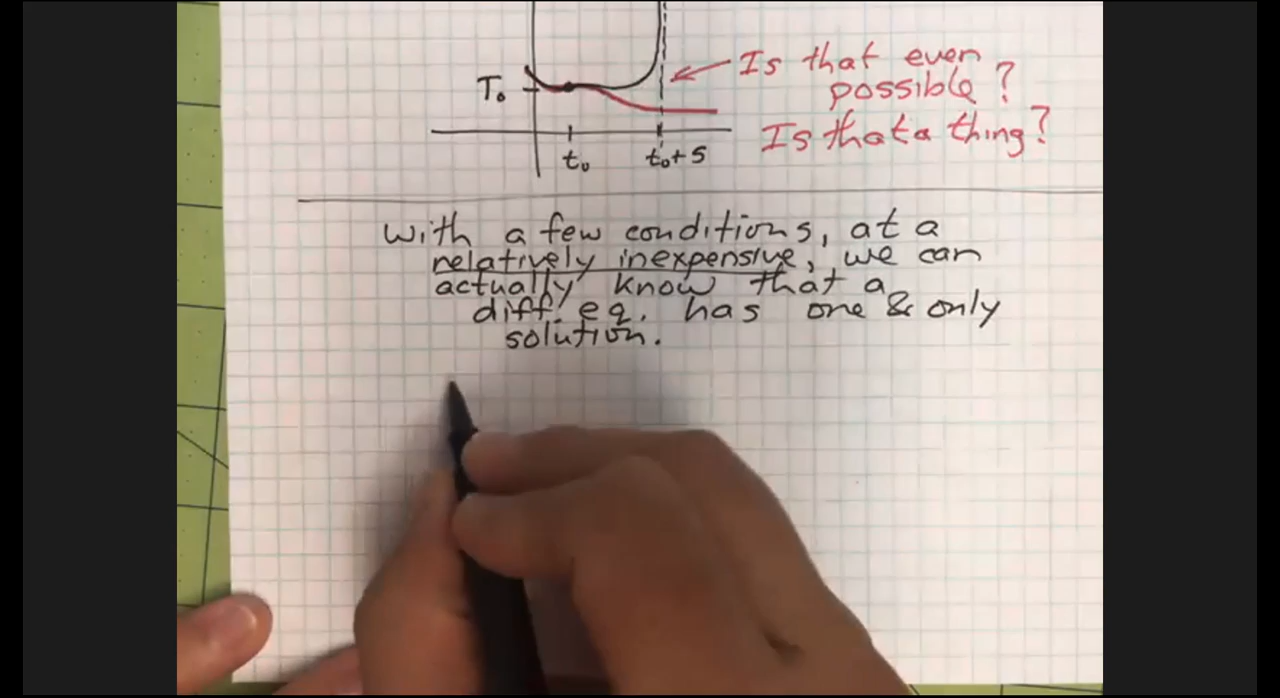 Is that even
possible?
T₀
Is that a thing?
t₀ t₀+5
With a few conditions, at a
relatively inexpensive, we can
actually know that a
diff. eq. has one & only
solution.